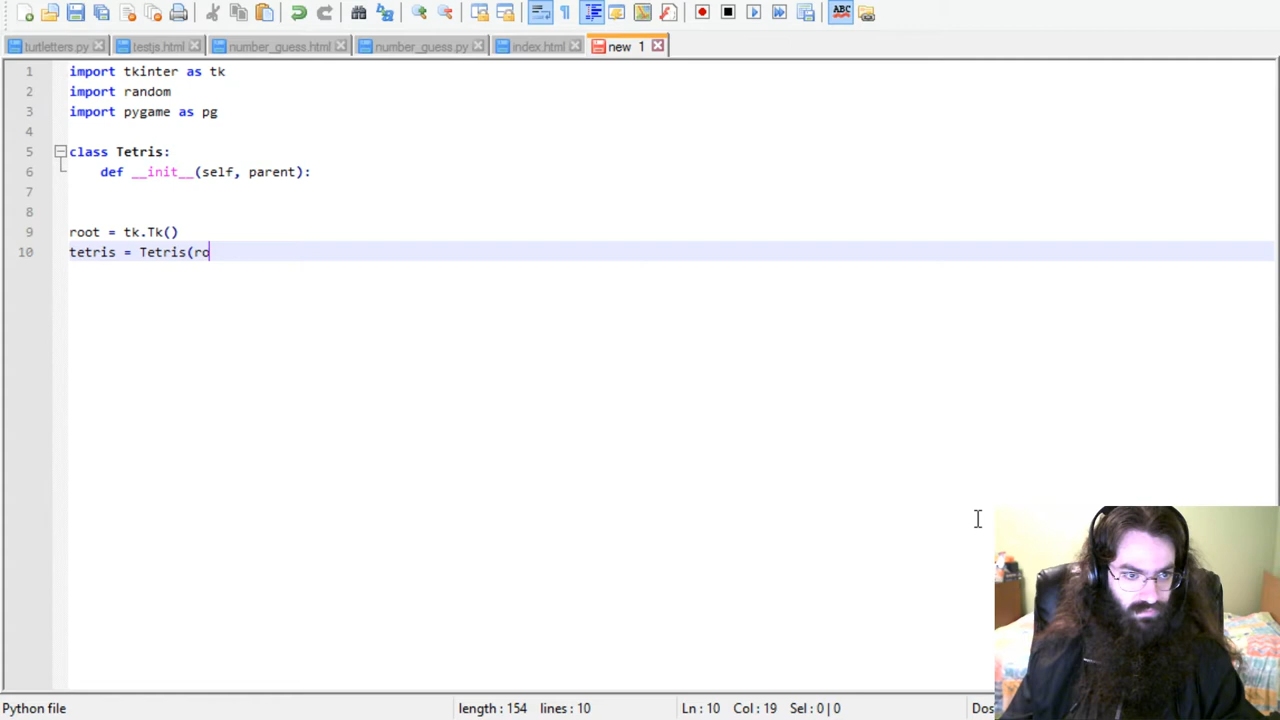 turtletters.py testjs.html number_guess.html number_guess.py index.html new 1
1 import tkinter as tk
2 import random
3 import pygame as pg
4
5 class Tetris:
6 def __init__(self, parent):
7
8
9 root = tk.Tk()
10 tetris = Tetris(ro
Python file length : 154 lines : 10 Ln : 10 Col : 19 Sel : 0 | 0 Dos
ABC